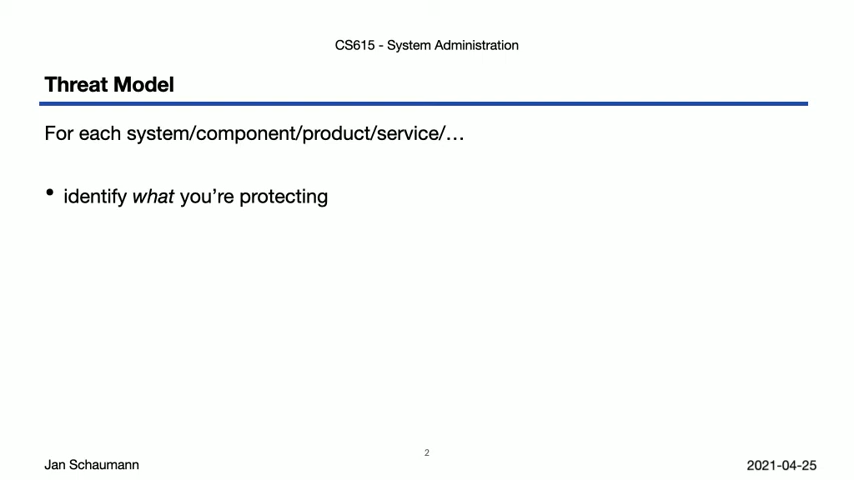 CS615 - System Administration
Threat Model
For each system/component/product/service/…
• identify what you’re protecting
2
Jan Schaumann
2021-04-25